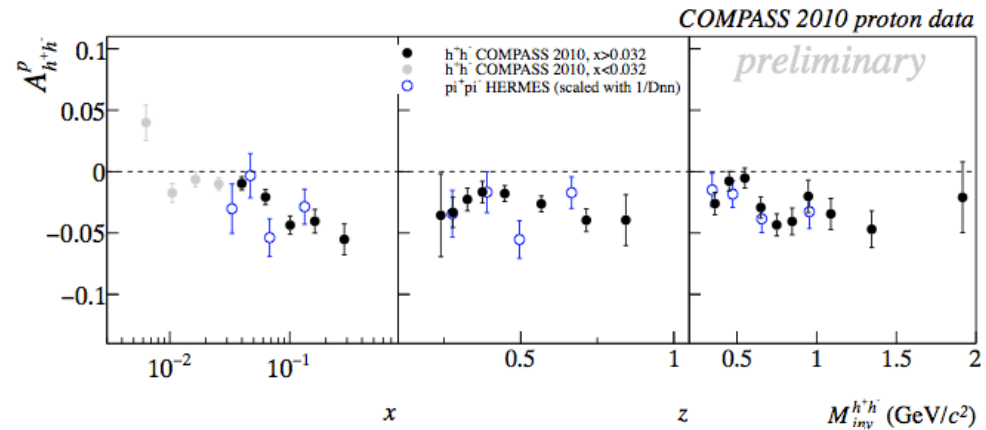 COMPASS 2010 proton data
preliminary
A^p_{h^+h^-}
h^+h^- COMPASS 2010, x>0.032
h^+h^- COMPASS 2010, x<0.032
pi^+pi^- HERMES (scaled with 1/Dnn)
0.1
0.05
0
−0.05
−0.1
10^{-2} 10^{-1} 0.5 1 0.5 1 1.5 2
x z M_{inv}^{h^+h^-} (GeV/c^2)